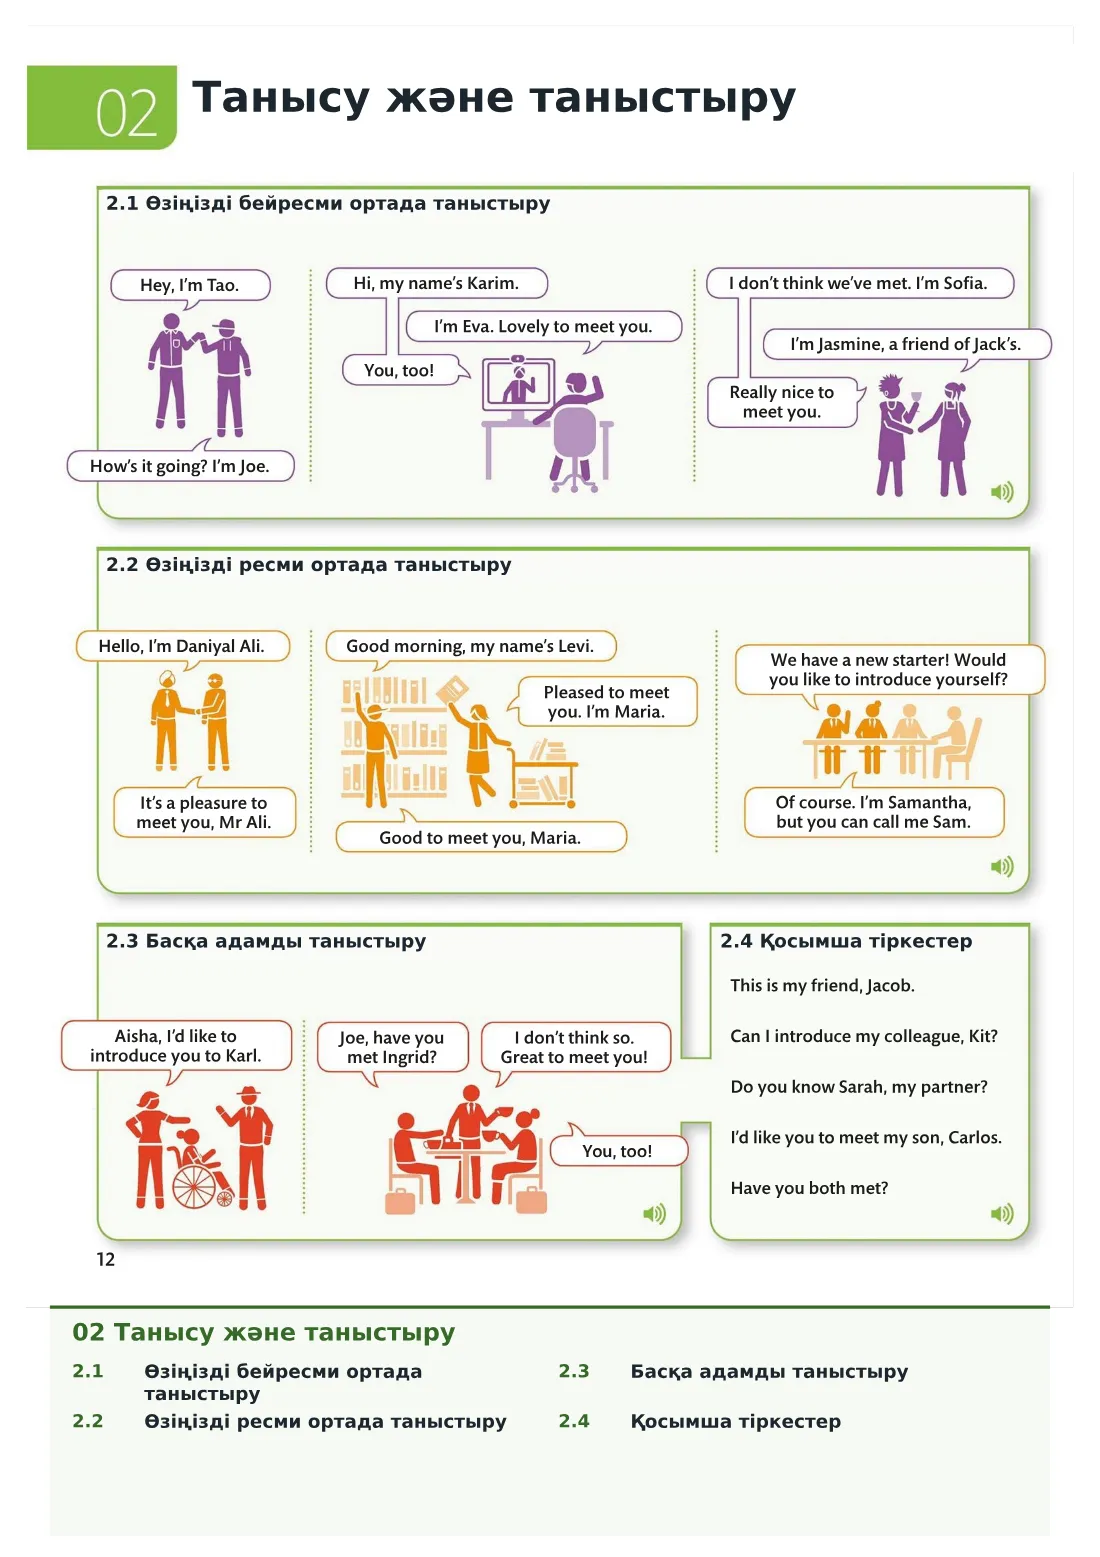 02
Танысу және таныстыру
2.1 Өзіңізді бейресми ортада таныстыру
Hey, I'm Tao.
How's it going? I'm Joe.
Hi, my name's Karim.
I'm Eva. Lovely to meet you.
You, too!
I don't think we've met. I'm Sofia.
I'm Jasmine, a friend of Jack's.
Really nice to
meet you.
2.2 Өзіңізді ресми ортада таныстыру
Hello, I'm Daniyal Ali.
It's a pleasure to
meet you, Mr Ali.
Good morning, my name's Levi.
Pleased to meet
you. I'm Maria.
Good to meet you, Maria.
We have a new starter! Would
you like to introduce yourself?
Of course. I'm Samantha,
but you can call me Sam.
2.3 Басқа адамды таныстыру
Aisha, I'd like to
introduce you to Karl.
Joe, have you
met Ingrid?
I don't think so.
Great to meet you!
You, too!
2.4 Қосымша тіркестер
This is my friend, Jacob.
Can I introduce my colleague, Kit?
Do you know Sarah, my partner?
I'd like you to meet my son, Carlos.
Have you both met?
12
02 Танысу және таныстыру
2.1 Өзіңізді бейресми ортада
таныстыру
2.2 Өзіңізді ресми ортада таныстыру
2.3 Басқа адамды таныстыру
2.4 Қосымша тіркестер